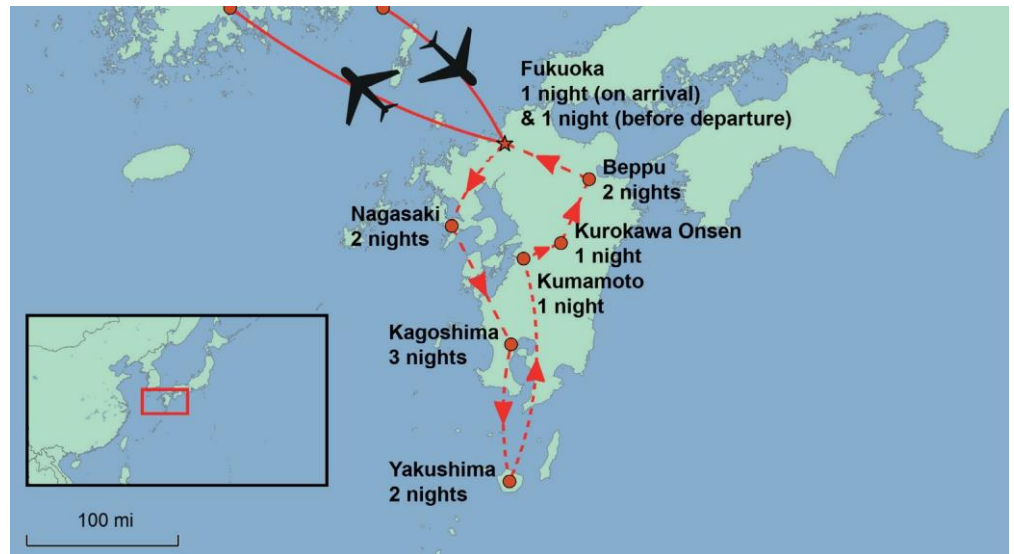 Fukuoka
1 night (on arrival)
& 1 night (before departure)
Beppu
2 nights
Nagasaki
2 nights
Kurokawa Onsen
1 night
Kumamoto
1 night
Kagoshima
3 nights
Yakushima
2 nights
100 mi